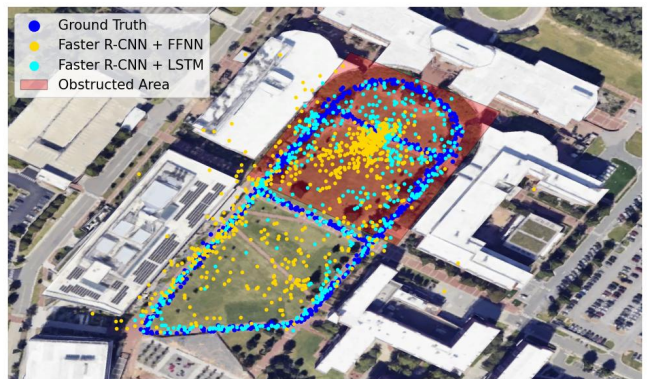 Ground Truth
Faster R-CNN + FFNN
Faster R-CNN + LSTM
Obstructed Area